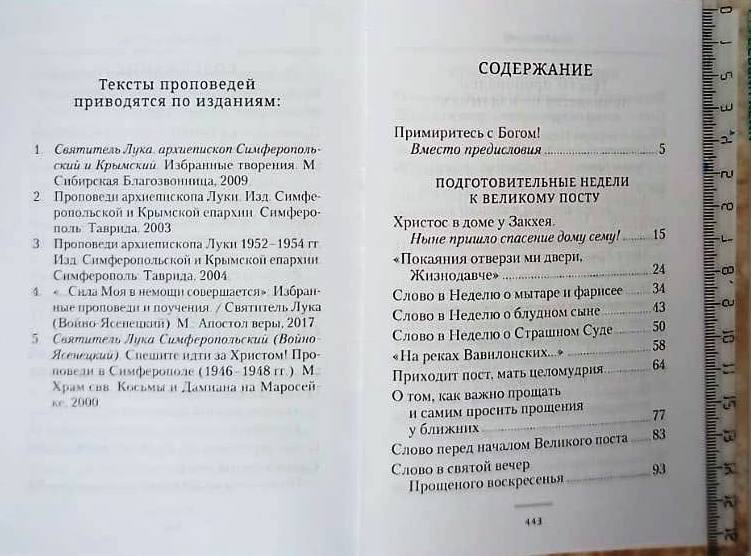 Тексты проповедей
приводятся по изданиям:
1. Святитель Лука, архиепископ Симферополь-
ский и Крымский. Избранные творения. М.
Сибирская Благозвонница, 2009
2. Проповеди архиепископа Луки. Изд. Симфе-
ропольской и Крымской епархии. Симферо-
поль. Таврида. 2003
3. Проповеди архиепископа Луки 1952–1954 гг.
Изд. Симферопольской и Крымской епархии.
Симферополь. Таврида. 2004.
4. «...Сила Моя в немощи совершается». Избран-
ные проповеди и поучения. / Святитель Лука
(Войно-Ясенецкий). М.: Апостол веры, 2017
5. Святитель Лука Симферопольский (Войно-
Ясенецкий). Спешите идти за Христом! Про-
поведи в Симферополе (1946–1948 гг.). М.
Храм свв. Космы и Дамиана на Маросей-
ке. 2000
СОДЕРЖАНИЕ
Примиритесь с Богом!
Вместо предисловия 5
ПОДГОТОВИТЕЛЬНЫЕ НЕДЕЛИ
К ВЕЛИКОМУ ПОСТУ
Христос в доме у Закхея.
Ныне пришло спасение дому сему! 15
«Покаяния отверзи ми двери,
Жизнодавче» 24
Слово в Неделю о мытаре и фарисее 34
Слово в Неделю о блудном сыне 43
Слово в Неделю о Страшном Суде 50
«На реках Вавилонских...» 58
Приходит пост, мать целомудрия 64
О том, как важно прощать
и самим просить прощения
у ближних 77
Слово перед началом Великого поста 83
Слово в святой вечер
Прощеного воскресенья 93
443